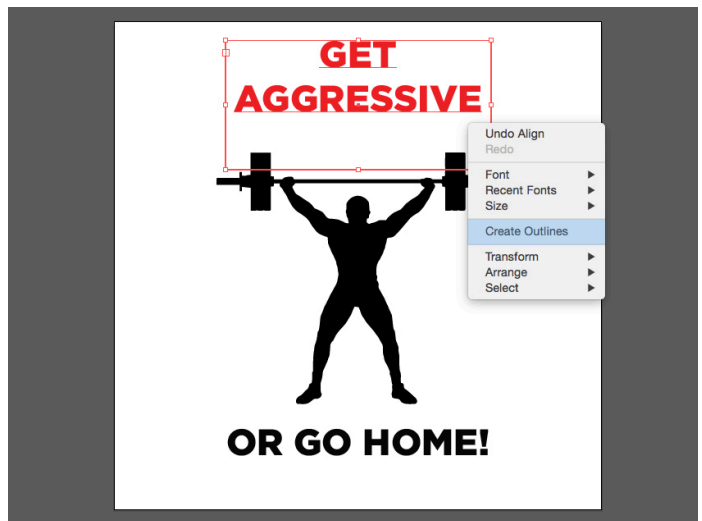 GET
AGGRESSIVE
Undo Align
Redo
Font
Recent Fonts
Size
Create Outlines
Transform
Arrange
Select
OR GO HOME!